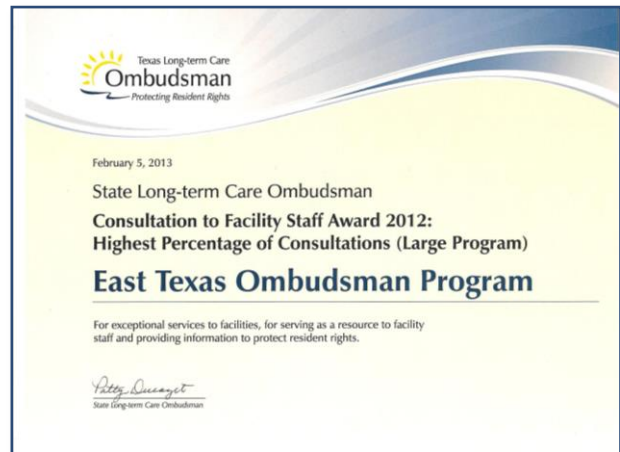 Texas Long-term Care
Ombudsman
Protecting Resident Rights
February 5, 2013
State Long-term Care Ombudsman
Consultation to Facility Staff Award 2012:
Highest Percentage of Consultations (Large Program)
East Texas Ombudsman Program
For exceptional services to facilities, for serving as a resource to facility
staff and providing information to protect resident rights.
Patty Ducayet
State Long-term Care Ombudsman